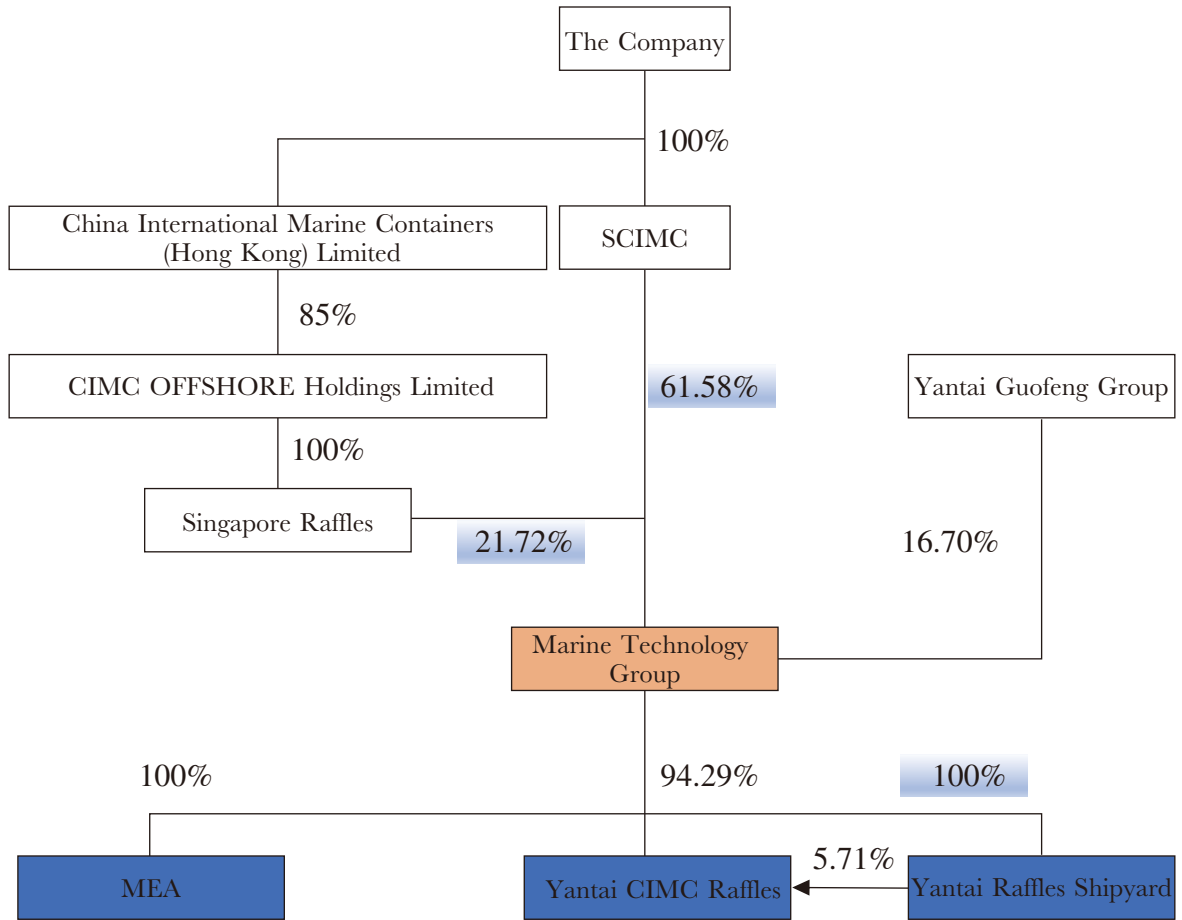 The Company
100%
China International Marine Containers
(Hong Kong) Limited
SCIMC
85%
CIMC OFFSHORE Holdings Limited
61.58%
Yantai Guofeng Group
100%
Singapore Raffles
21.72%
16.70%
Marine Technology
Group
100%
94.29%
100%
5.71%
MEA
Yantai CIMC Raffles
Yantai Raffles Shipyard